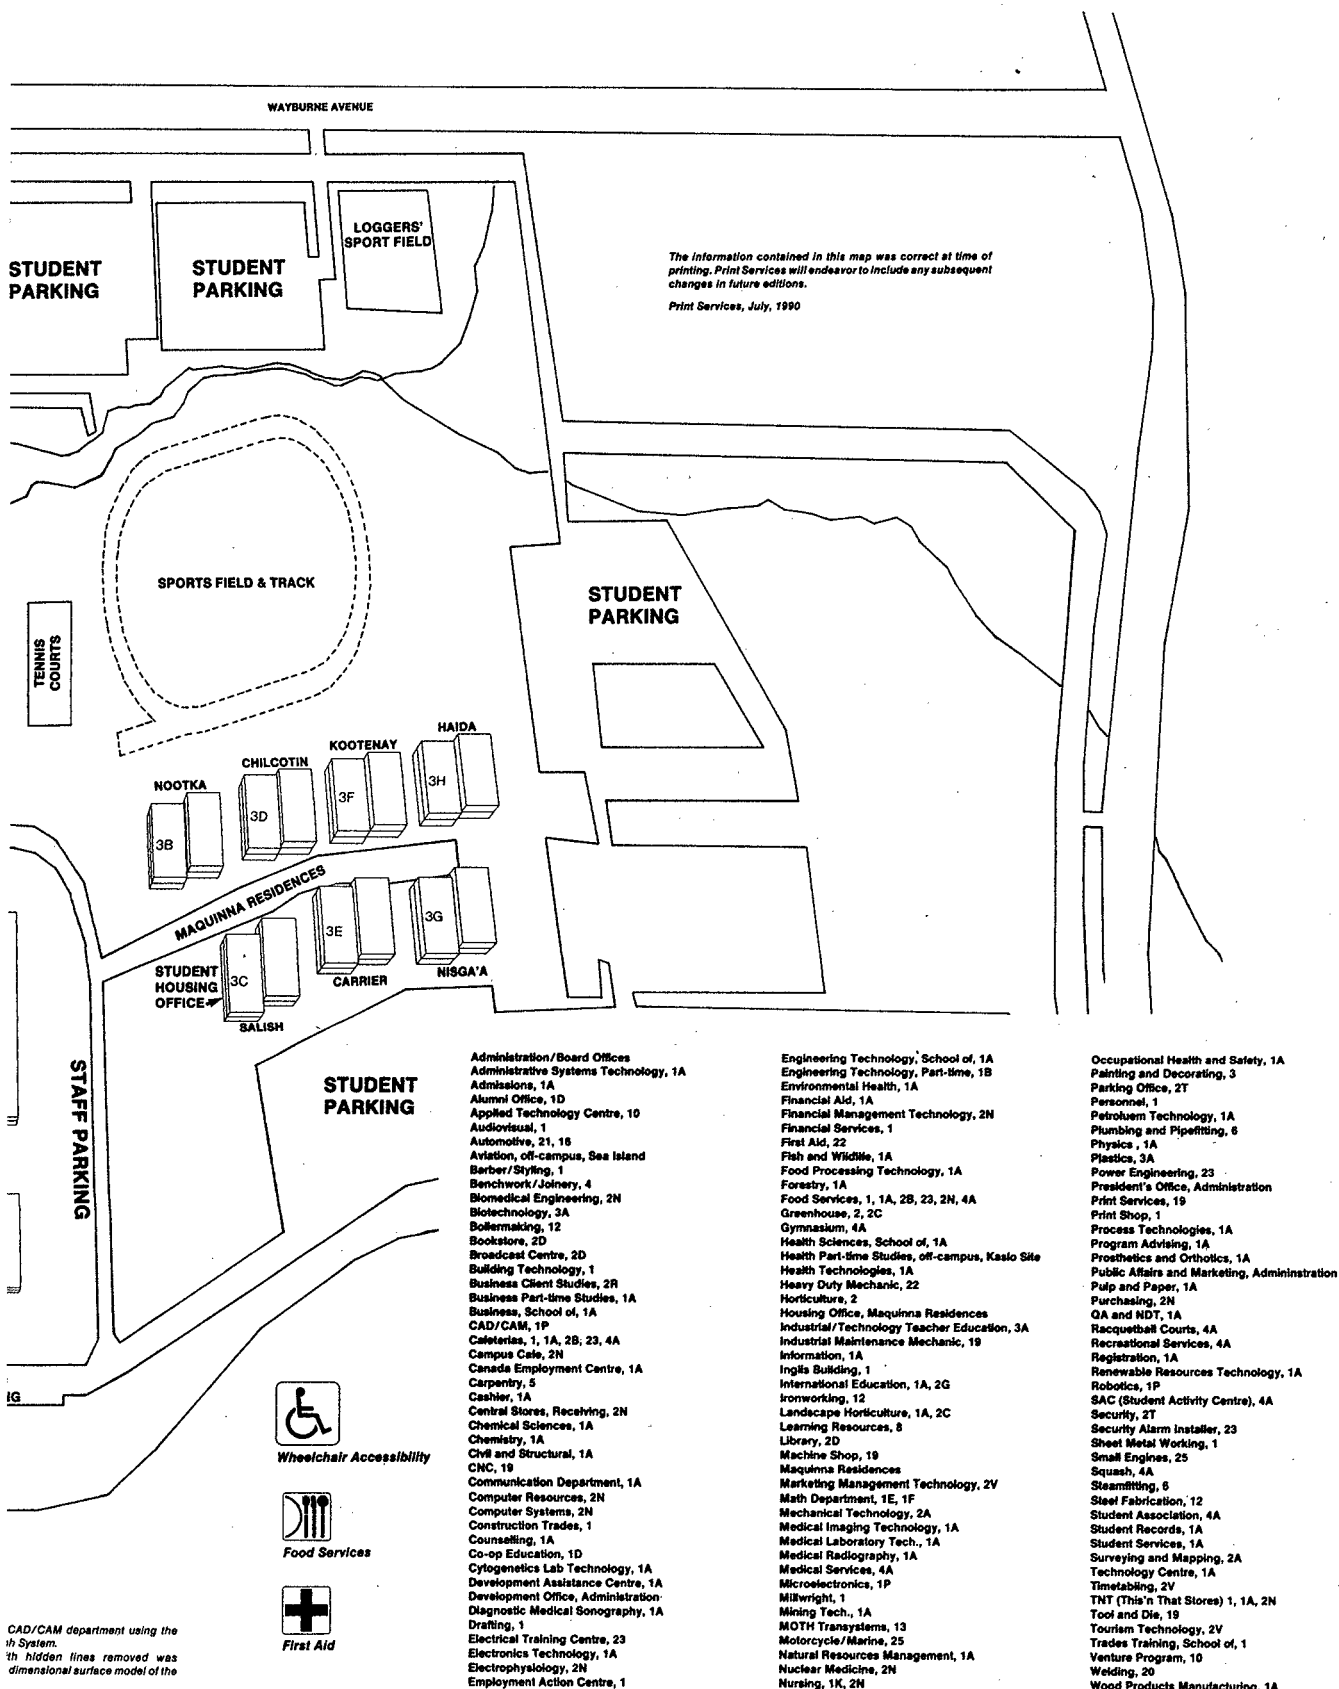 WAYBURNE AVENUE
LOGGERS'
SPORT FIELD
STUDENT
PARKING
STUDENT
PARKING
The information contained in this map was correct at time of
printing. Print Services will endeavor to include any subsequent
changes in future editions.
Print Services, July, 1990
SPORTS FIELD & TRACK
STUDENT
PARKING
TENNIS
COURTS
HAIDA
KOOTENAY
CHILCOTIN
NOOTKA
3H
3F
3D
3B
MAQUINNA RESIDENCES
3G
3E
3C
STUDENT
HOUSING
OFFICE
NISGA'A
CARRIER
SALISH
STAFF PARKING
STUDENT
PARKING
IG
Wheelchair Accessibility
Food Services
First Aid
CAD/CAM department using the
sh System.
ith hidden lines removed was
dimensional surface model of the
Administration/Board Offices
Administrative Systems Technology, 1A
Admissions, 1A
Alumni Office, 1D
Applied Technology Centre, 10
Audiovisual, 1
Automotive, 21, 16
Aviation, off-campus, Sea Island
Barber/Styling, 1
Benchwork/Joinery, 4
Biomedical Engineering, 2N
Biotechnology, 3A
Boilermaking, 12
Bookstore, 2D
Broadcast Centre, 2D
Building Technology, 1
Business Client Studies, 2R
Business Part-time Studies, 1A
Business, School of, 1A
CAD/CAM, 1P
Cafeterias, 1, 1A, 2B, 23, 4A
Campus Cafe, 2N
Canada Employment Centre, 1A
Carpentry, 5
Cashier, 1A
Central Stores, Receiving, 2N
Chemical Sciences, 1A
Chemistry, 1A
Civil and Structural, 1A
CNC, 19
Communication Department, 1A
Computer Resources, 2N
Computer Systems, 2N
Construction Trades, 1
Counselling, 1A
Co-op Education, 1D
Cytogenetics Lab Technology, 1A
Development Assistance Centre, 1A
Development Office, Administration
Diagnostic Medical Sonography, 1A
Drafting, 1
Electrical Training Centre, 23
Electronics Technology, 1A
Electrophysiology, 2N
Employment Action Centre, 1
Engineering Technology, School of, 1A
Engineering Technology, Part-time, 1B
Environmental Health, 1A
Financial Aid, 1A
Financial Management Technology, 2N
Financial Services, 1
First Aid, 22
Fish and Wildlife, 1A
Food Processing Technology, 1A
Forestry, 1A
Food Services, 1, 1A, 2B, 23, 2N, 4A
Greenhouse, 2, 2C
Gymnasium, 4A
Health Sciences, School of, 1A
Health Part-time Studies, off-campus, Kaslo Site
Health Technologies, 1A
Heavy Duty Mechanic, 22
Horticulture, 2
Housing Office, Maquinna Residences
Industrial/Technology Teacher Education, 3A
Industrial Maintenance Mechanic, 19
Information, 1A
Inglis Building, 1
International Education, 1A, 2G
Ironworking, 12
Landscape Horticulture, 1A, 2C
Learning Resources, 8
Library, 2D
Machine Shop, 19
Maquinna Residences
Marketing Management Technology, 2V
Math Department, 1E, 1F
Mechanical Technology, 2A
Medical Imaging Technology, 1A
Medical Laboratory Tech., 1A
Medical Radiography, 1A
Medical Services, 4A
Microelectronics, 1P
Millwright, 1
Mining Tech., 1A
MOTH Transystems, 13
Motorcycle/Marine, 25
Natural Resources Management, 1A
Nuclear Medicine, 2N
Nursing, 1K, 2N
Occupational Health and Safety, 1A
Painting and Decorating, 3
Parking Office, 2T
Personnel, 1
Petroluem Technology, 1A
Plumbing and Pipefitting, 6
Physics , 1A
Plastics, 3A
Power Engineering, 23
President's Office, Administration
Print Services, 19
Print Shop, 1
Process Technologies, 1A
Program Advising, 1A
Prosthetics and Orthotics, 1A
Public Affairs and Marketing, Admininstration
Pulp and Paper, 1A
Purchasing, 2N
QA and NDT, 1A
Racquetball Courts, 4A
Recreational Services, 4A
Registration, 1A
Renewable Resources Technology, 1A
Robotics, 1P
SAC (Student Activity Centre), 4A
Security, 2T
Security Alarm Installer, 23
Sheet Metal Working, 1
Small Engines, 25
Squash, 4A
Steamfitting, 6
Steel Fabrication, 12
Student Association, 4A
Student Records, 1A
Student Services, 1A
Surveying and Mapping, 2A
Technology Centre, 1A
Timetabling, 2V
TNT (This'n That Stores) 1, 1A, 2N
Tool and Die, 19
Tourism Technology, 2V
Trades Training, School of, 1
Venture Program, 10
Welding, 20
Wood Products Manufacturing, 1A